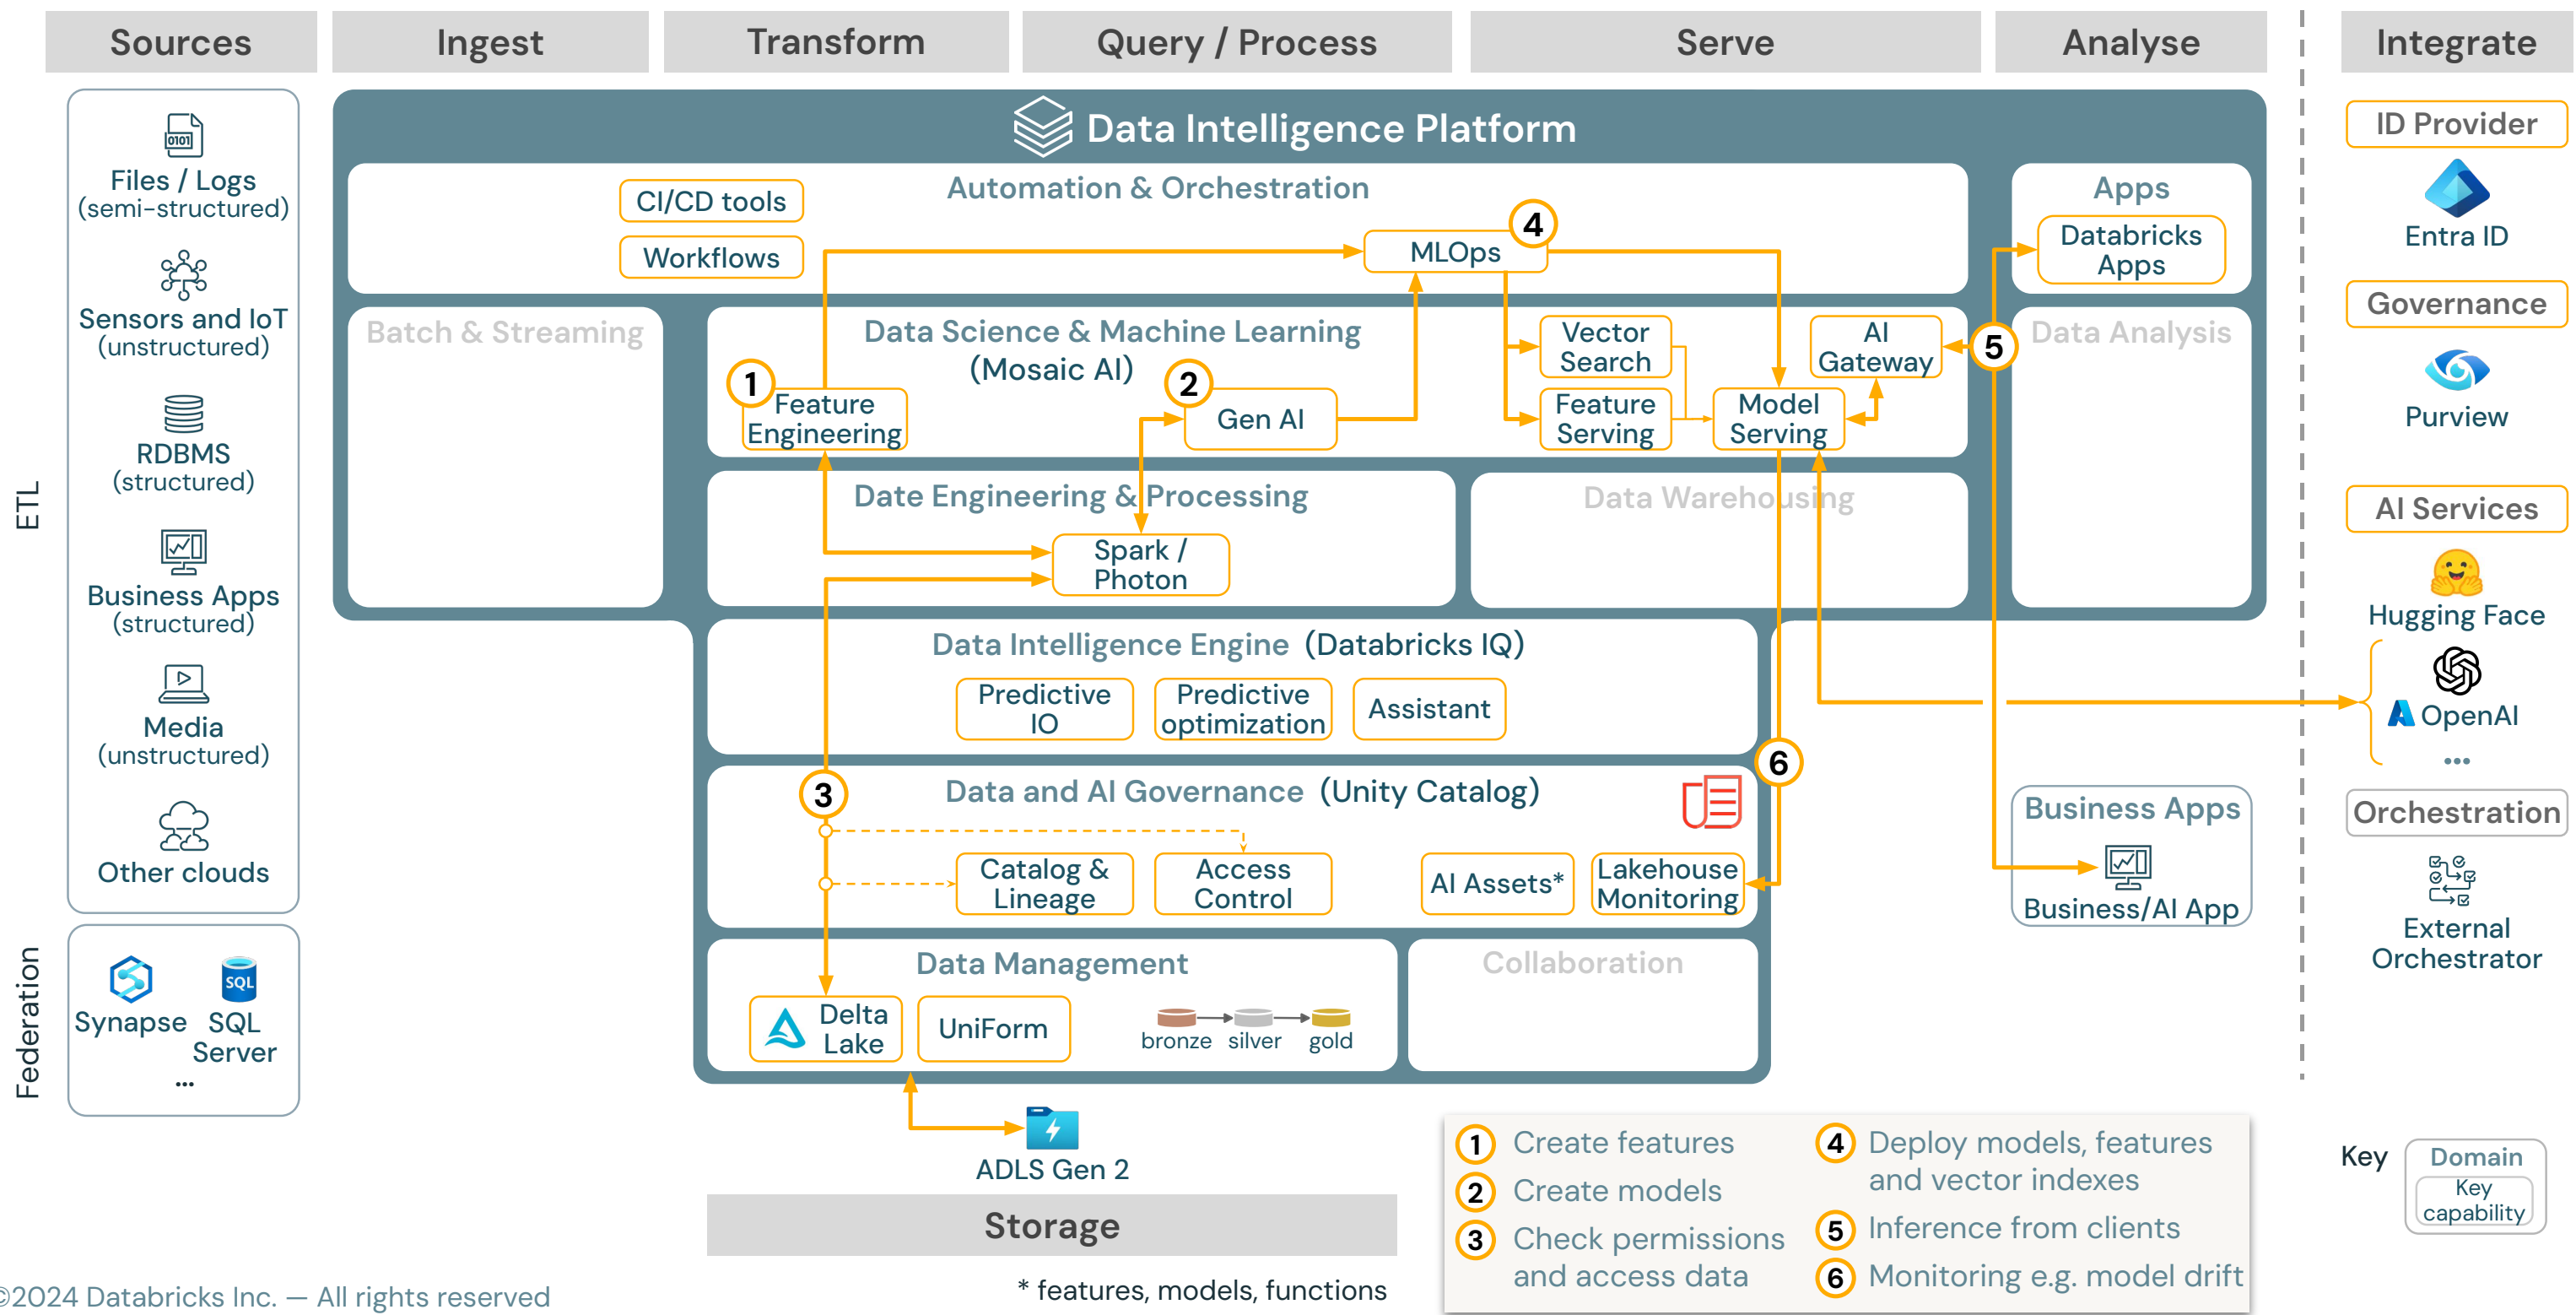 Sources
Ingest
Transform
Query / Process
Serve
Analyse
Integrate
ETL
Files / Logs
(semi-structured)
Sensors and IoT
(unstructured)
RDBMS
(structured)
Business Apps
(structured)
Media
(unstructured)
Other clouds
Federation
Synapse
SQL
SQL
Server
...
Data Intelligence Platform
Automation & Orchestration
CI/CD tools
Workflows
MLOps
4
Apps
Databricks
Apps
Batch & Streaming
Data Science & Machine Learning
(Mosaic AI)
1
Feature
Engineering
2
Gen AI
Vector
Search
Feature
Serving
AI
Gateway
Model
Serving
5
Data Analysis
Date Engineering & Processing
Spark /
Photon
Data Warehousing
Data Intelligence Engine (Databricks IQ)
Predictive
IO
Predictive
optimization
Assistant
6
3
Data and AI Governance (Unity Catalog)
Catalog &
Lineage
Access
Control
AI Assets*
Lakehouse
Monitoring
Data Management
Delta
Lake
UniForm
bronze
silver
gold
Collaboration
Business Apps
Business/AI App
ADLS Gen 2
Storage
* features, models, functions
ID Provider
Entra ID
Governance
Purview
AI Services
Hugging Face
OpenAI
...
Orchestration
External
Orchestrator
1 Create features
2 Create models
3 Check permissions
and access data
4 Deploy models, features
and vector indexes
5 Inference from clients
6 Monitoring e.g. model drift
Key
Domain
Key
capability
0101
©2024 Databricks Inc. — All rights reserved